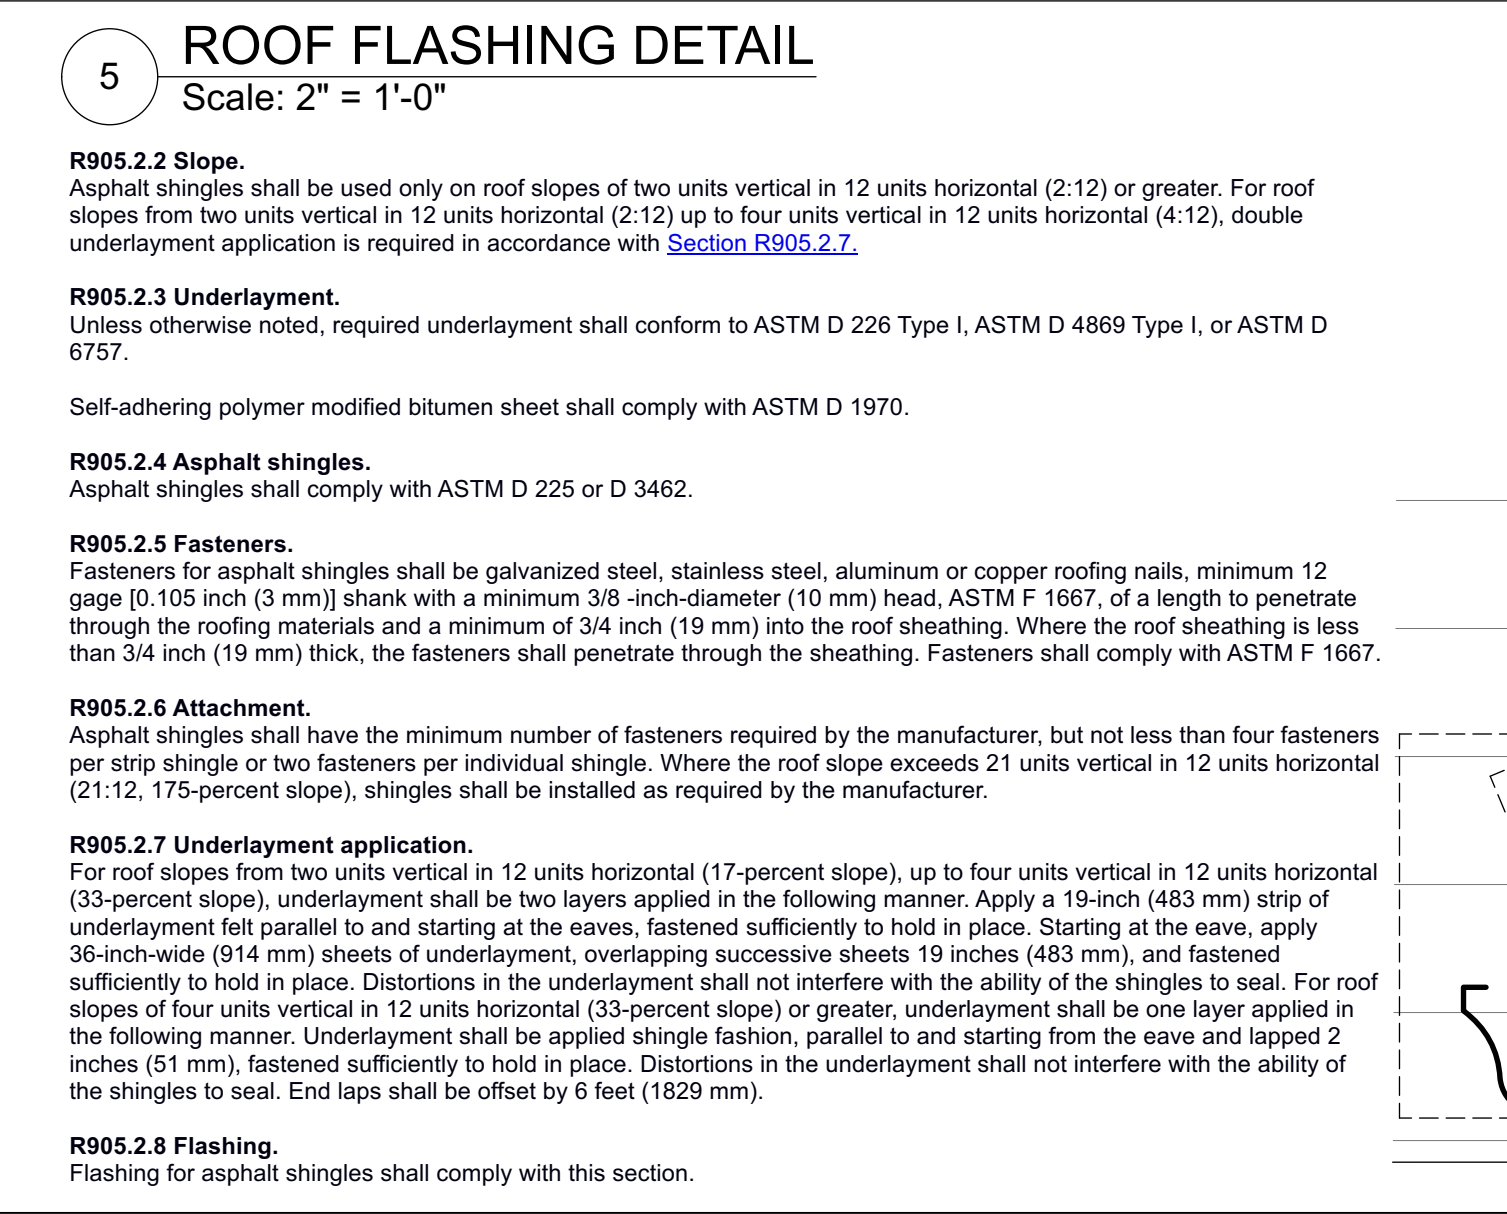 5
ROOF FLASHING DETAIL
Scale: 2" = 1'-0"
R905.2.2 Slope.
Asphalt shingles shall be used only on roof slopes of two units vertical in 12 units horizontal (2:12) or greater. For roof
slopes from two units vertical in 12 units horizontal (2:12) up to four units vertical in 12 units horizontal (4:12), double
underlayment application is required in accordance with Section R905.2.7.
R905.2.3 Underlayment.
Unless otherwise noted, required underlayment shall conform to ASTM D 226 Type I, ASTM D 4869 Type I, or ASTM D
6757.
Self-adhering polymer modified bitumen sheet shall comply with ASTM D 1970.
R905.2.4 Asphalt shingles.
Asphalt shingles shall comply with ASTM D 225 or D 3462.
R905.2.5 Fasteners.
Fasteners for asphalt shingles shall be galvanized steel, stainless steel, aluminum or copper roofing nails, minimum 12
gage [0.105 inch (3 mm)] shank with a minimum 3/8 -inch-diameter (10 mm) head, ASTM F 1667, of a length to penetrate
through the roofing materials and a minimum of 3/4 inch (19 mm) into the roof sheathing. Where the roof sheathing is less
than 3/4 inch (19 mm) thick, the fasteners shall penetrate through the sheathing. Fasteners shall comply with ASTM F 1667.
R905.2.6 Attachment.
Asphalt shingles shall have the minimum number of fasteners required by the manufacturer, but not less than four fasteners
per strip shingle or two fasteners per individual shingle. Where the roof slope exceeds 21 units vertical in 12 units horizontal
(21:12, 175-percent slope), shingles shall be installed as required by the manufacturer.
R905.2.7 Underlayment application.
For roof slopes from two units vertical in 12 units horizontal (17-percent slope), up to four units vertical in 12 units horizontal
(33-percent slope), underlayment shall be two layers applied in the following manner. Apply a 19-inch (483 mm) strip of
underlayment felt parallel to and starting at the eaves, fastened sufficiently to hold in place. Starting at the eave, apply
36-inch-wide (914 mm) sheets of underlayment, overlapping successive sheets 19 inches (483 mm), and fastened
sufficiently to hold in place. Distortions in the underlayment shall not interfere with the ability of the shingles to seal. For roof
slopes of four units vertical in 12 units horizontal (33-percent slope) or greater, underlayment shall be one layer applied in
the following manner. Underlayment shall be applied shingle fashion, parallel to and starting from the eave and lapped 2
inches (51 mm), fastened sufficiently to hold in place. Distortions in the underlayment shall not interfere with the ability of
the shingles to seal. End laps shall be offset by 6 feet (1829 mm).
R905.2.8 Flashing.
Flashing for asphalt shingles shall comply with this section.